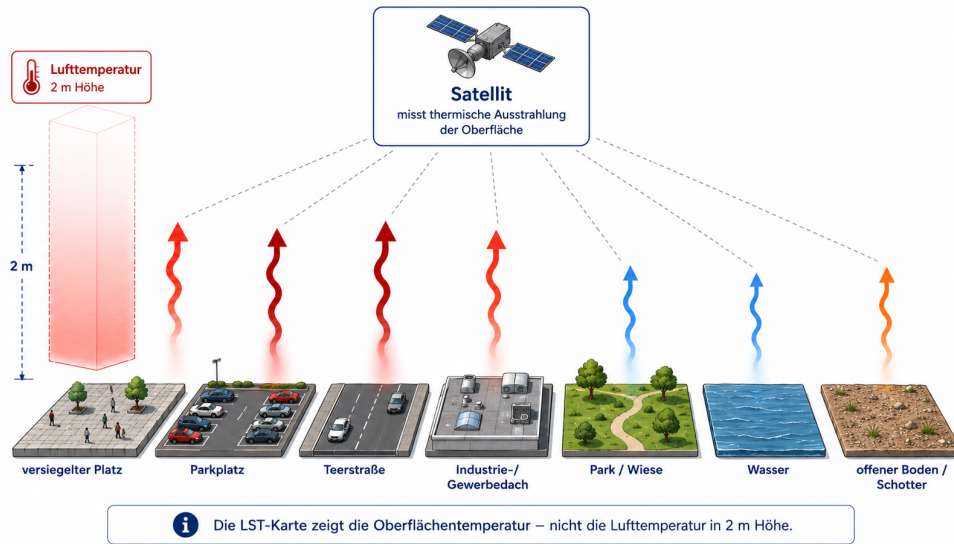 Satellit
misst thermische Ausstrahlung
der Oberfläche
Lufttemperatur
2 m Höhe
2 m
versiegelter Platz
Parkplatz
Teerstraße
Industrie-/
Gewerbedach
Park / Wiese
Wasser
offener Boden /
Schotter
Die LST-Karte zeigt die Oberflächentemperatur – nicht die Lufttemperatur in 2 m Höhe.